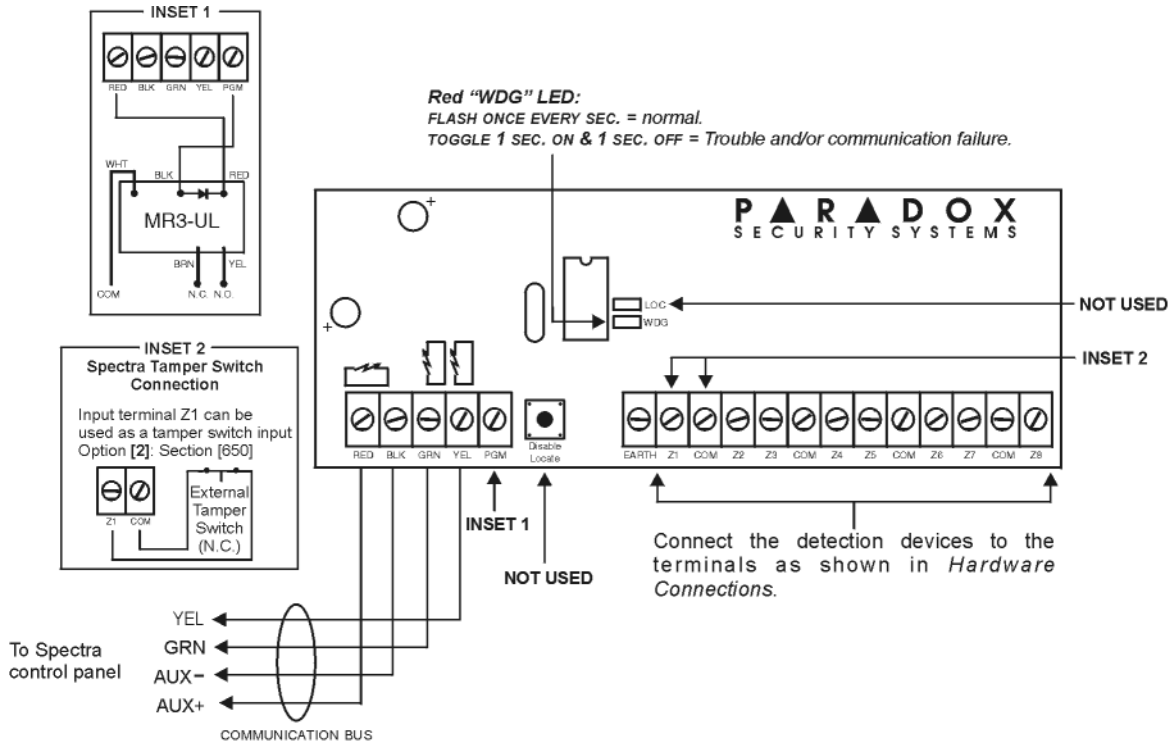 INSET 1
RED BLK GRN YEL PGM
WHT
BLK
RED
MR3-UL
BRN
YEL
COM
N.C. N.O.
Red “WDG” LED:
FLASH ONCE EVERY SEC. = normal.
TOGGLE 1 SEC. ON & 1 SEC. OFF = Trouble and/or communication failure.
PARADOX
SECURITY SYSTEMS
LOC
WDG
NOT USED
INSET 2
INSET 2
Spectra Tamper Switch
Connection
Input terminal Z1 can be
used as a tamper switch input
Option [2]: Section [650]
Z1 COM
External
Tamper
Switch
(N.C.)
+
+
RED BLK GRN YEL PGM
Disable
Locate
EARTH Z1 COM Z2 Z3 COM Z4 Z5 COM Z6 Z7 COM Z8
INSET 1
NOT USED
Connect the detection devices to the
terminals as shown in Hardware
Connections.
To Spectra
control panel
YEL
GRN
AUX-
AUX+
COMMUNICATION BUS